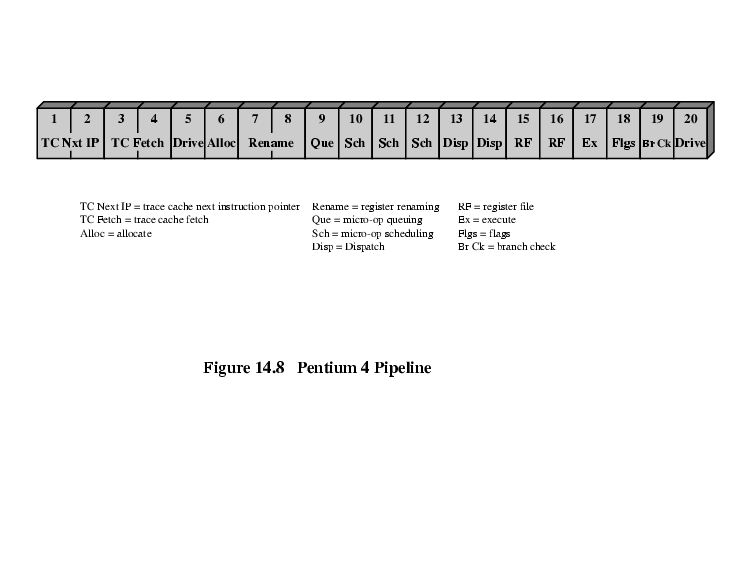 1 2 3 4 5 6 7 8 9 10 11 12 13 14 15 16 17 18 19 20
TC Nxt IP TC Fetch Drive Alloc Rename Que Sch Sch Sch Disp Disp RF RF Ex Flgs Br Ck Drive
TC Next IP = trace cache next instruction pointer
TC Fetch = trace cache fetch
Alloc = allocate
Rename = register renaming
Que = micro-op queuing
Sch = micro-op scheduling
Disp = Dispatch
RF = register file
Ex = execute
Flgs = flags
Br Ck = branch check
Figure 14.8 Pentium 4 Pipeline